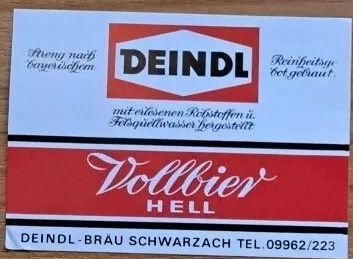 Streng nach
bayerischem
DEINDL
Reinheitsge
bot gebraut.
mit erlesenen Rohstoffen u.
Felsquellwasser hergestellt
Vollbier
HELL
DEINDL-BRÄU SCHWARZACH TEL.09962/223